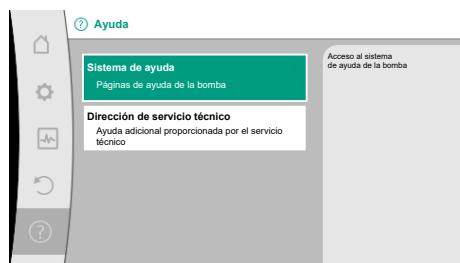 ? Ayuda
Sistema de ayuda
Páginas de ayuda de la bomba
Dirección de servicio técnico
Ayuda adicional proporcionada por el servicio
técnico
Acceso al sistema
de ayuda de la bomba
?